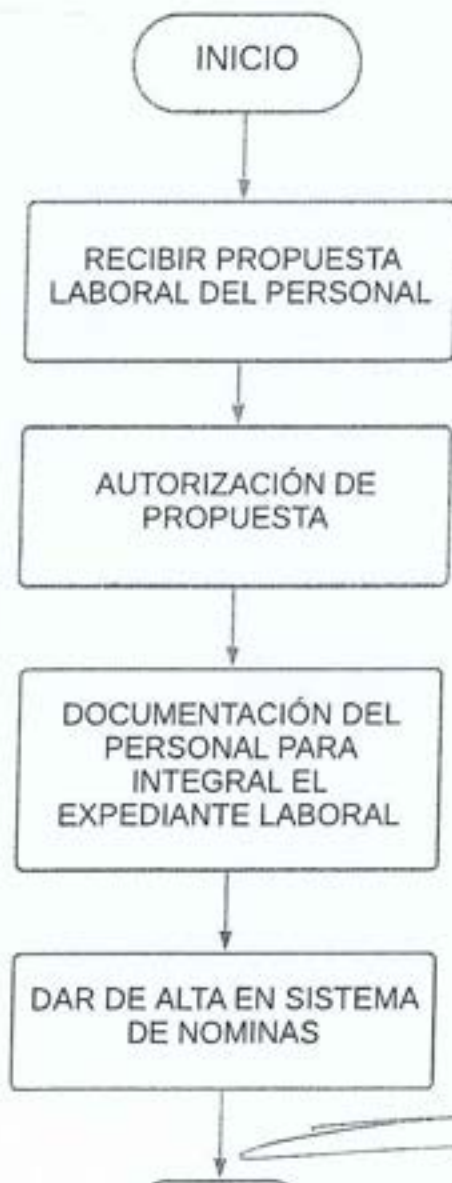 INICIO
RECIBIR PROPUESTA
LABORAL DEL PERSONAL
AUTORIZACIÓN DE
PROPUESTA
DOCUMENTACIÓN DEL
PERSONAL PARA
INTEGRAL EL
EXPEDIANTE LABORAL
DAR DE ALTA EN SISTEMA
DE NOMINAS